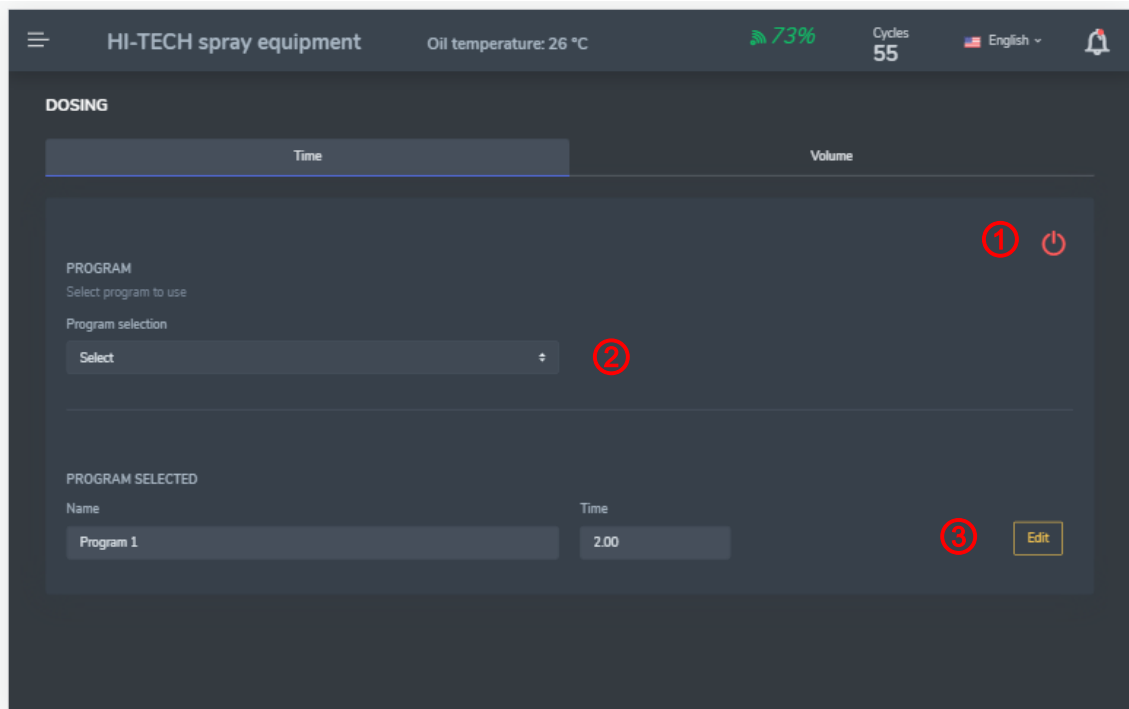 HI-TECH spray equipment
Oil temperature: 26 ºC
73%
Cycles
55
English
DOSING
Time
Volume
1
PROGRAM
Select program to use
Program selection
Select
2
PROGRAM SELECTED
Name
Time
Program 1
2.00
3
Edit